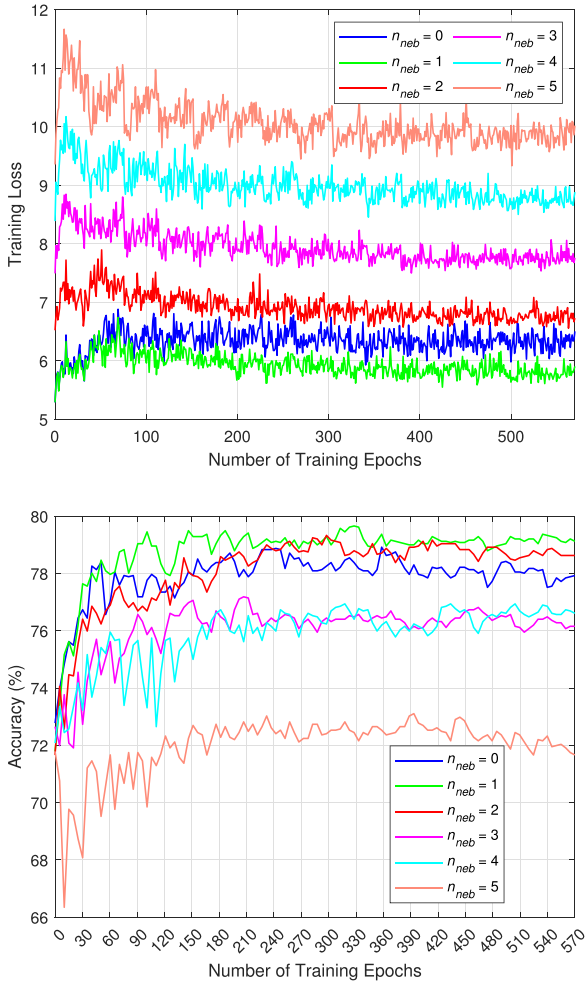 12
11
10
9
8
7
6
5
Training Loss
n_neb = 0
n_neb = 1
n_neb = 2
n_neb = 3
n_neb = 4
n_neb = 5
0 100 200 300 400 500
Number of Training Epochs
80
78
76
74
72
70
68
66
Accuracy (%)
n_neb = 0
n_neb = 1
n_neb = 2
n_neb = 3
n_neb = 4
n_neb = 5
0 30 60 90 120 150 180 210 240 270 300 330 360 390 420 450 480 510 540 570
Number of Training Epochs